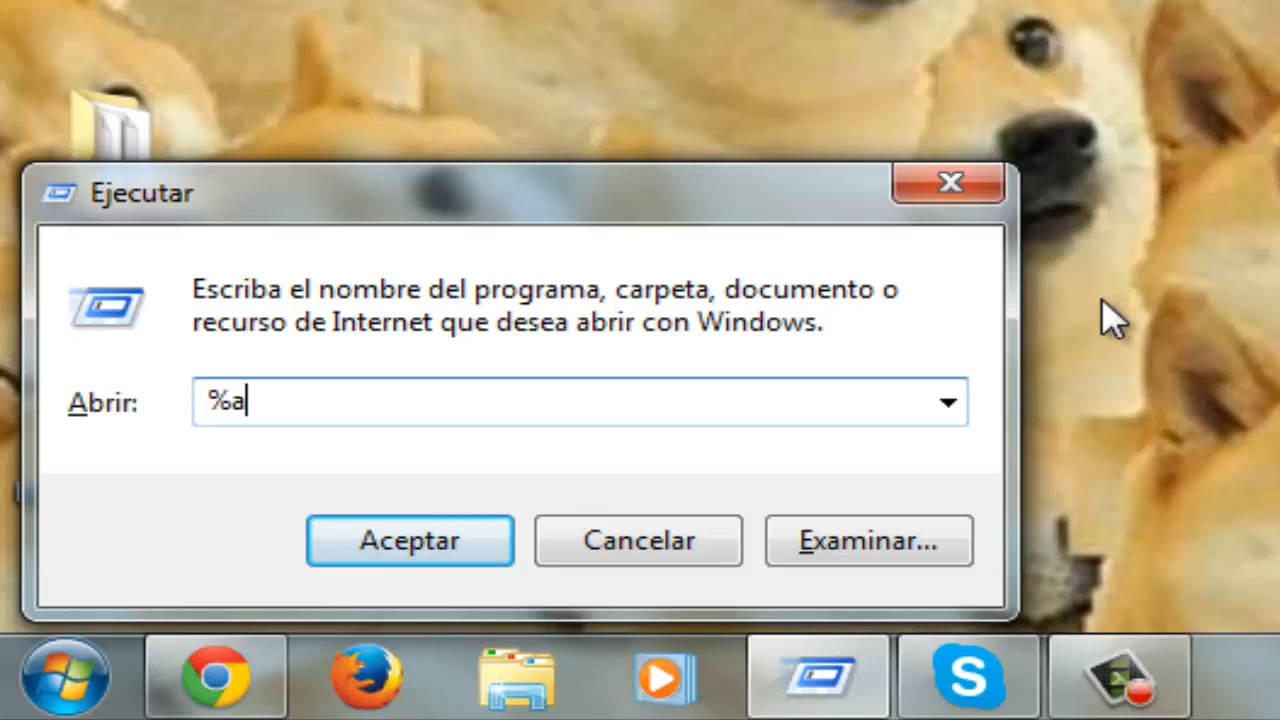 Ejecutar
Escriba el nombre del programa, carpeta, documento o
recurso de Internet que desea abrir con Windows.
Abrir: %a
Aceptar Cancelar Examinar...